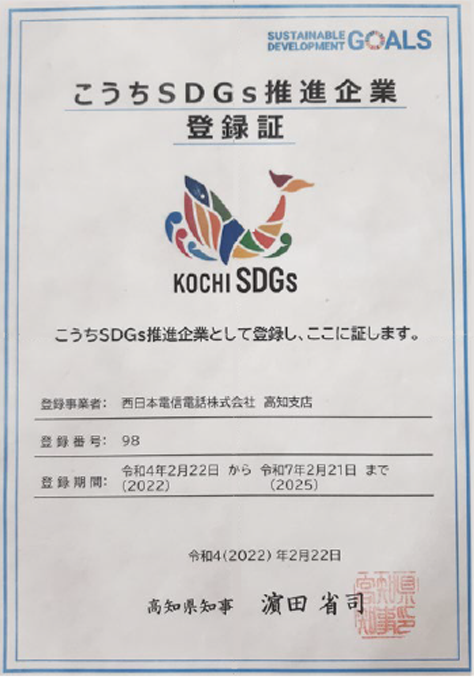 SUSTAINABLE
DEVELOPMENT GOALS
こうちSDGs推進企業
登録証
KOCHI SDGs
こうちSDGs推進企業として登録し、ここに証します。
登録事業者： 西日本電信電話株式会社 高知支店
登録番号： 98
登録期間： 令和4年2月22日 から 令和7年2月21日 まで
(2022) (2025)
令和4(2022)年2月22日
高知県知事 濵田 省司